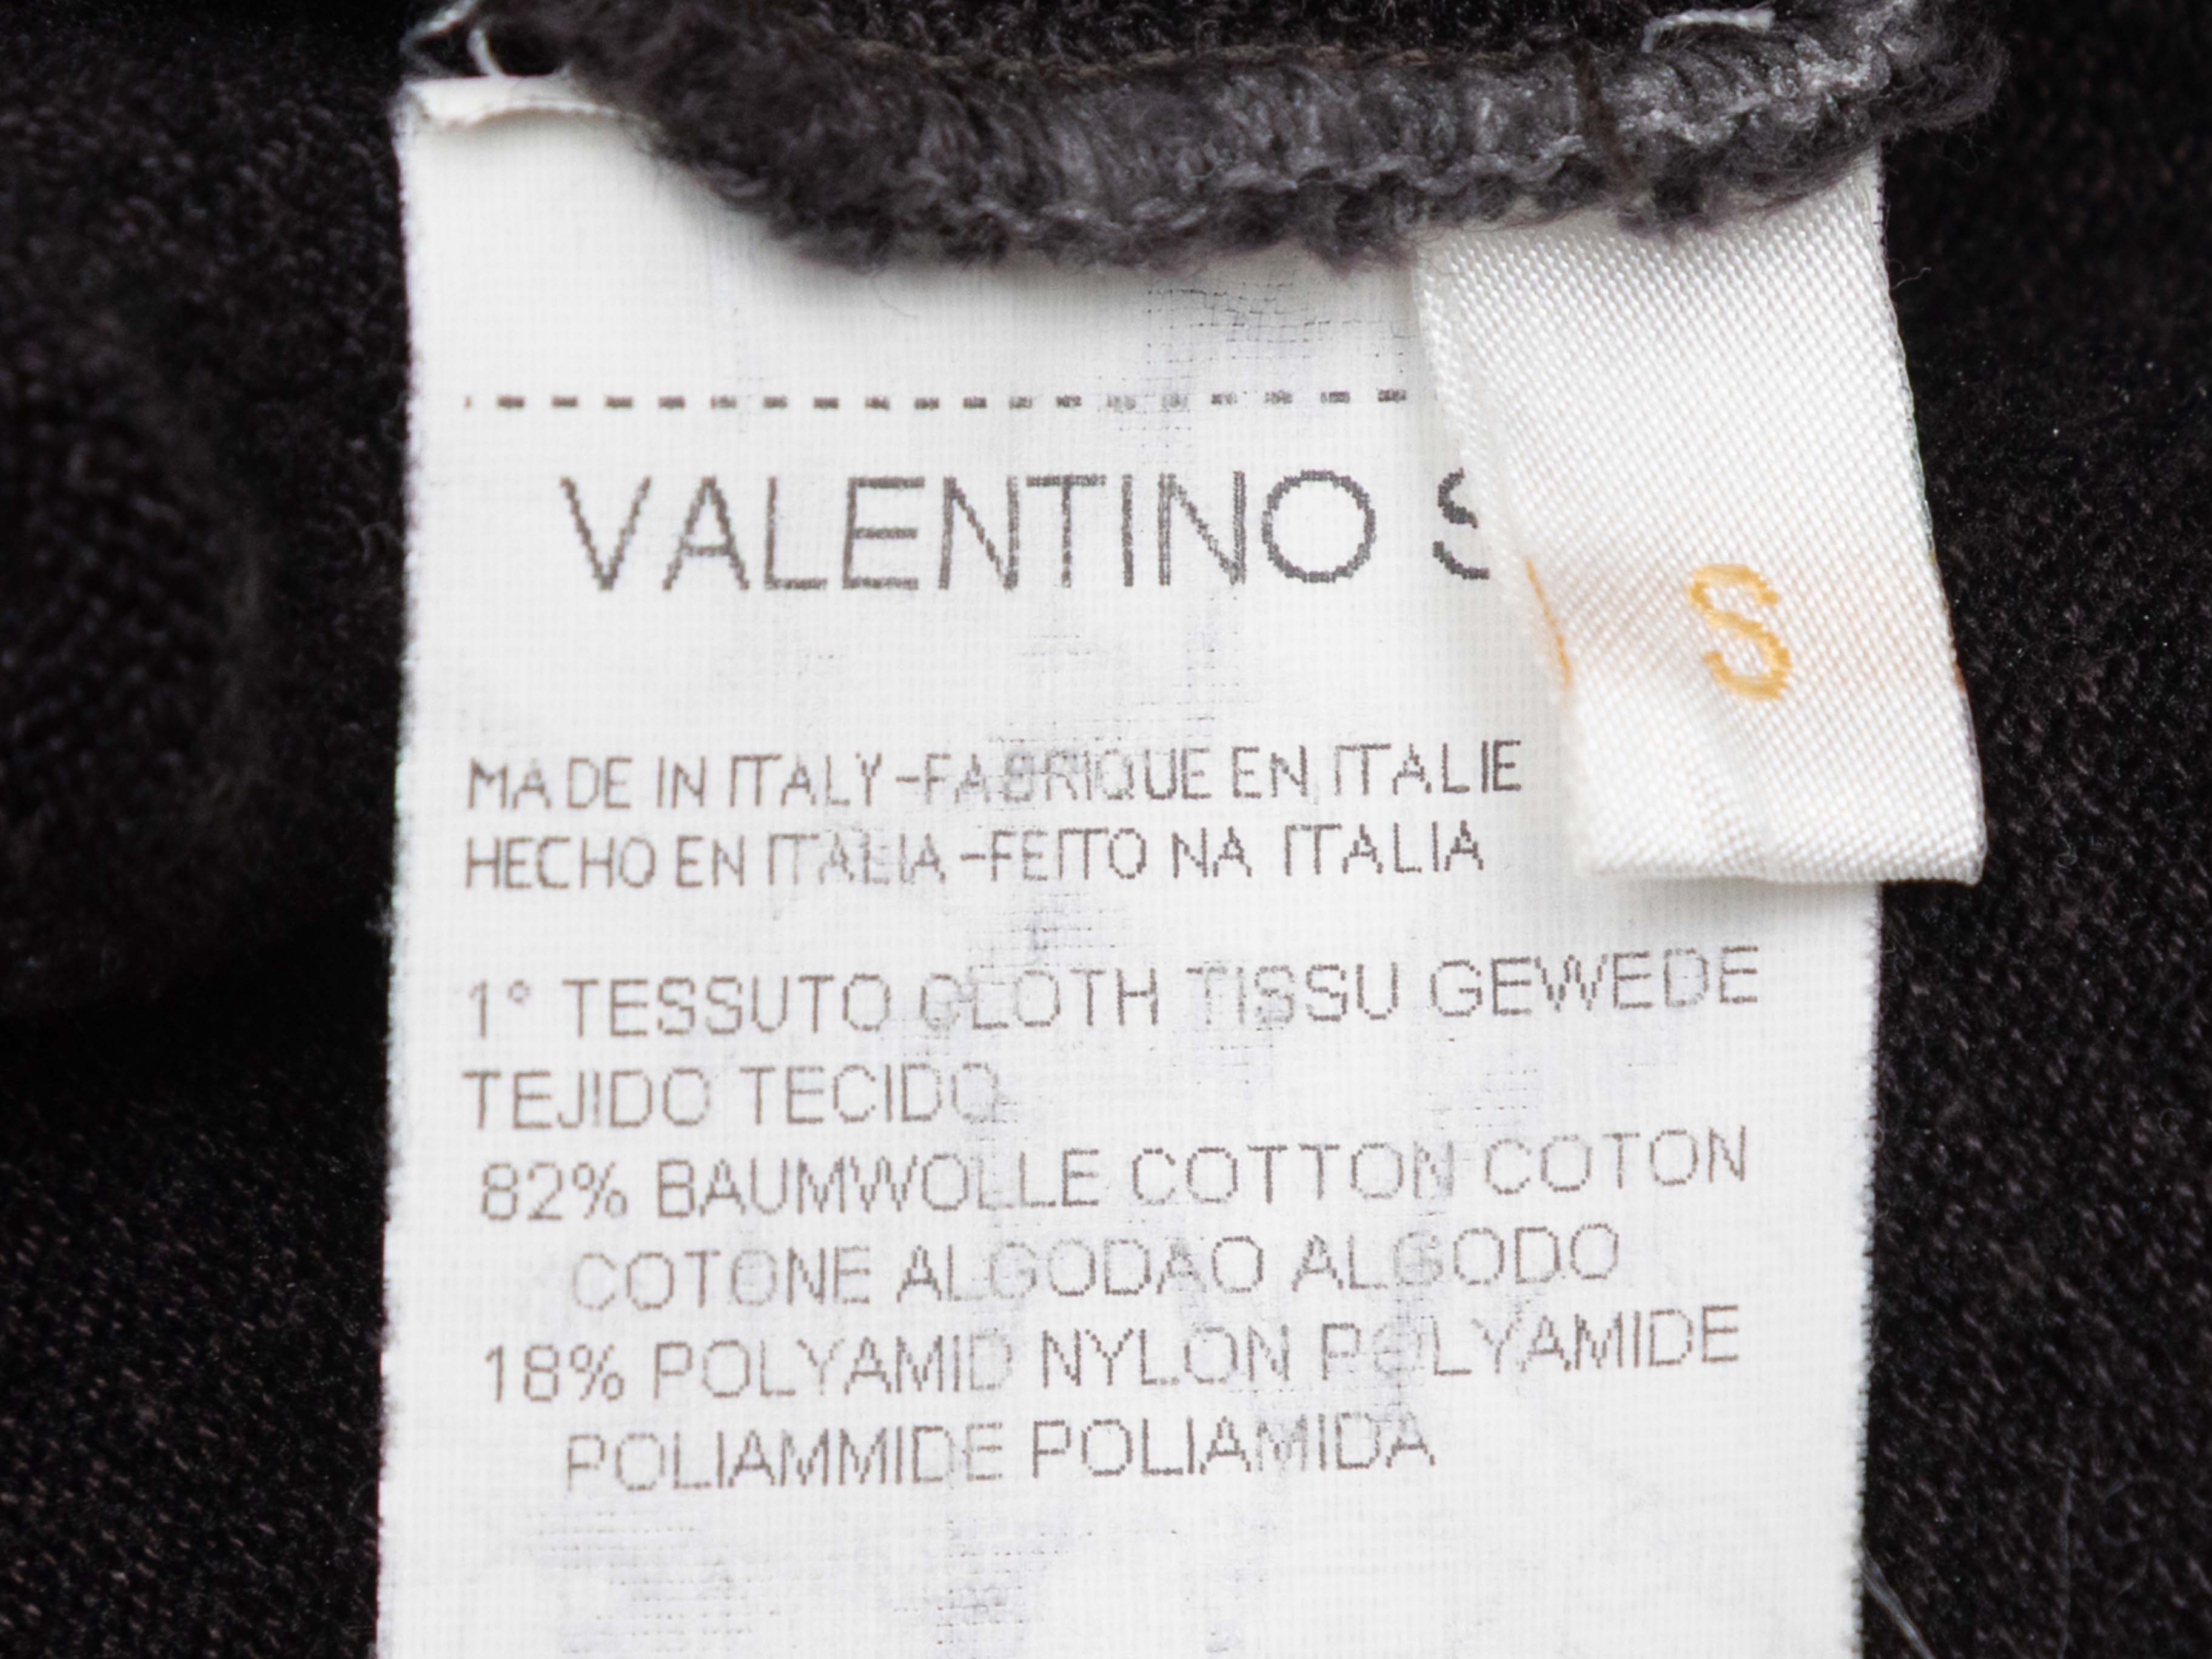 VALENTINO S
S
MADE IN ITALY-FABRIQUE EN ITALIE
HECHO EN ITALIA-FEITO NA ITALIA
1° TESSUTO CLOTH TISSU GEWEDE
TEJIDO TECIDO
82% BAUMWOLLE COTTON COTON
COTONE ALGODAO ALGODO
18% POLYAMID NYLON POLYAMIDE
POLIAMMIDE POLIAMIDA